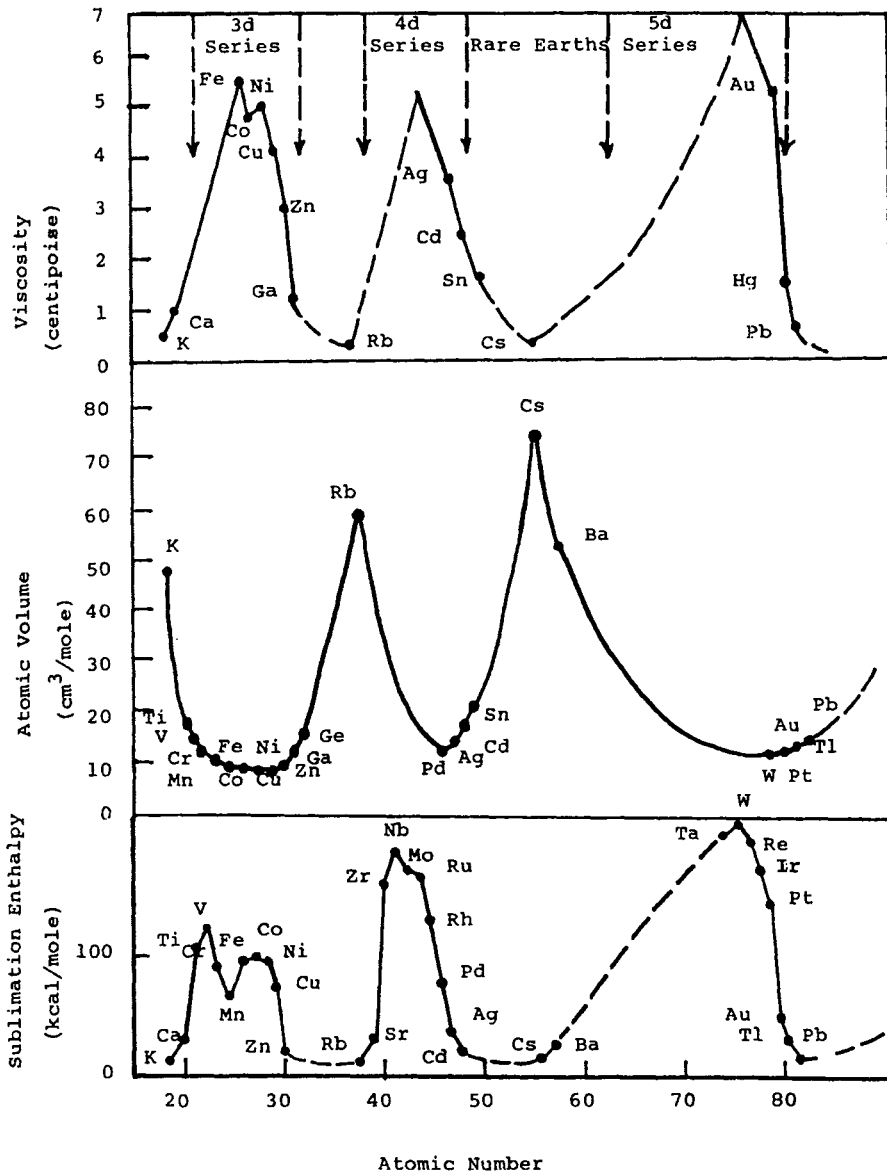 7
3d
4d
Rare Earths
5d
Series
Series
Series
6
Fe
Ni
Au
5
Co
Cu
4
Ag
Zn
3
Cd
2
Sn
Hg
Ga
1
Ca
Pb
K
Rb
Cs
0
Viscosity
(centipoise)
80
Cs
70
Rb
60
K
Ba
50
40
30
Sn
Pb
20
Ti
Au
V
Fe
Ni
Ge
Tl
Cr
Ga
Ag
Cd
10
Mn
Co
Cu
Zn
Pd
W
Pt
0
Atomic Volume
(cm³/mole)
W
Nb
Ta
Re
Mo
Ru
Ir
Zr
Pt
V
Rh
Ti
Fe
Co
Cr
Ni
100
Pd
Cu
Mn
Ag
Au
Ca
Sr
Tl
Pb
Zn
Rb
Cs
Ba
K
Cd
0
Sublimation Enthalpy
(kcal/mole)
20
30
40
50
60
70
80
Atomic Number